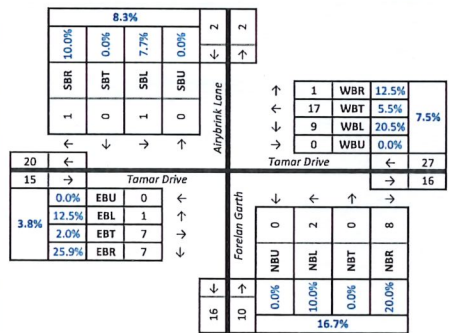 8.3%
2 2
10.0% 0.0% 7.7% 0.0%
SBR SBT SBL SBU
1 0 1 0
← ↓ → ↑
↓ ↑
Airybrink Lane
↑ 1 WBR 12.5%
← 17 WBT 5.5%
↓ 9 WBL 20.5%
→ 0 WBU 0.0%
7.5%
20 ←
Tamar Drive
← 27
15 →
Tamar Drive
→ 16
3.8%
0.0% EBU 0 ←
12.5% EBL 1 ↑
2.0% EBT 7 →
25.9% EBR 7 ↓
Farelan Garth
↓ ← ↑ →
0 2 0 8
NBU NBL NBT NBR
0.0% 10.0% 0.0% 20.0%
↓ ↑
16 10
16.7%